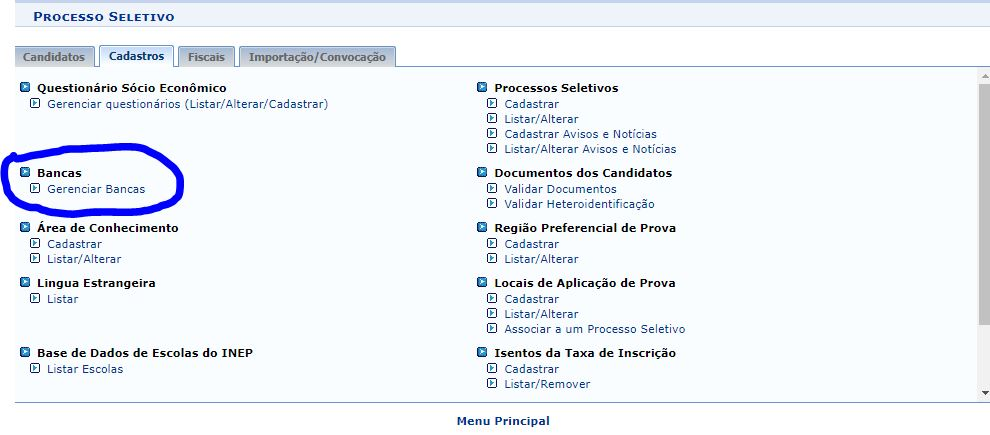 Processo Seletivo
Candidatos
Cadastros
Fiscais
Importação/Convocação
Questionário Sócio Econômico
Gerenciar questionários (Listar/Alterar/Cadastrar)
Bancas
Gerenciar Bancas
Área de Conhecimento
Cadastrar
Listar/Alterar
Lingua Estrangeira
Listar
Base de Dados de Escolas do INEP
Listar Escolas
Processos Seletivos
Cadastrar
Listar/Alterar
Cadastrar Avisos e Notícias
Listar/Alterar Avisos e Notícias
Documentos dos Candidatos
Validar Documentos
Validar Heteroidentificação
Região Preferencial de Prova
Cadastrar
Listar/Alterar
Locais de Aplicação de Prova
Cadastrar
Listar/Alterar
Associar a um Processo Seletivo
Isentos da Taxa de Inscrição
Cadastrar
Listar/Remover
Menu Principal